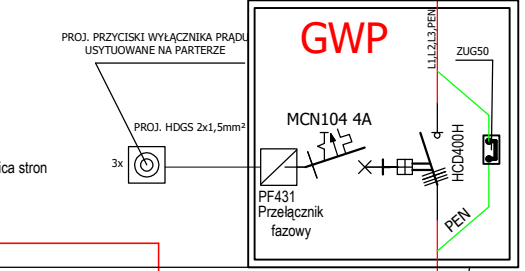 PROJ. PRZYCISKI WYŁĄCZNIKA PRĄDU
USYTUOWANE NA PARTERZE
GWP
L1,L2,L3,PEN
ZUG50
MCN104 4A
PROJ. HDGS 2x1,5mm²
3x
ica stron
HCD400H
PF431
Przełącznik
fazowy
PEN